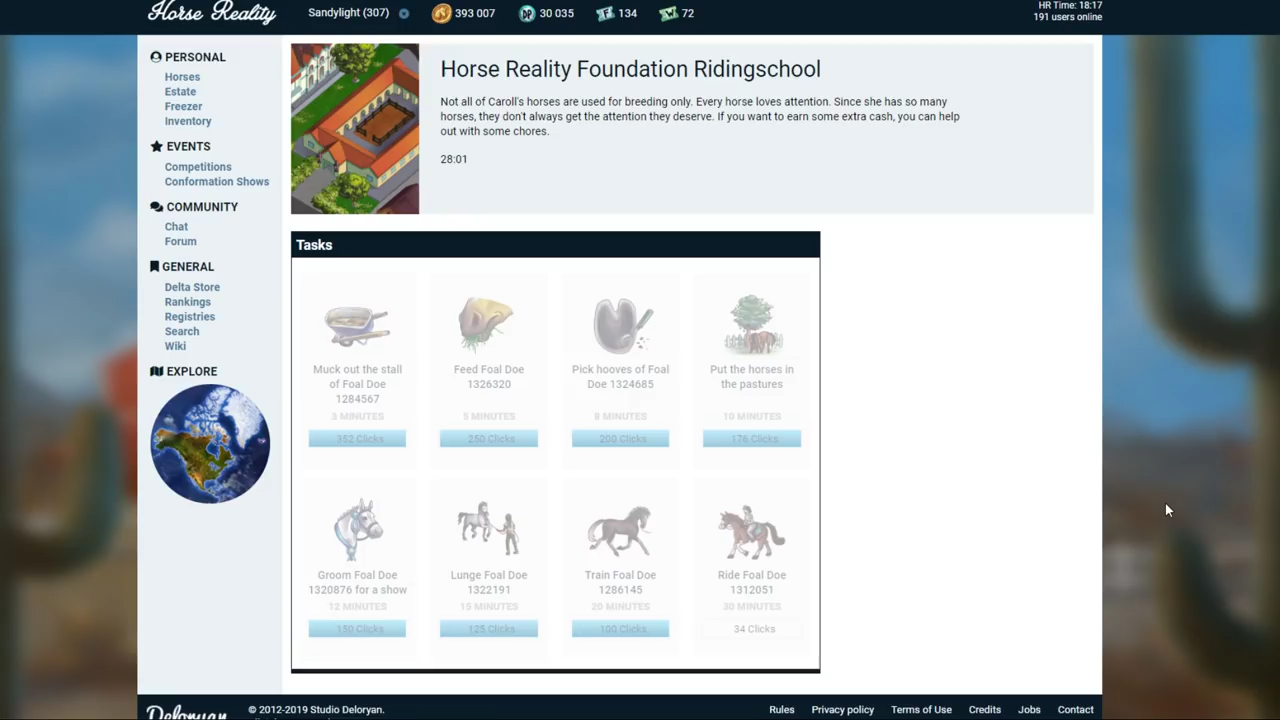 Horse Reality
Sandylight (307)
393 007
30 035
134
72
HR Time: 18:17
191 users online
PERSONAL
Horses
Estate
Freezer
Inventory
EVENTS
Competitions
Conformation Shows
COMMUNITY
Chat
Forum
GENERAL
Delta Store
Rankings
Registries
Search
Wiki
EXPLORE
Horse Reality Foundation Ridingschool
Not all of Caroll's horses are used for breeding only. Every horse loves attention. Since she has so many
horses, they don't always get the attention they deserve. If you want to earn some extra cash, you can help
out with some chores.
28:01
Tasks
Muck out the stall
of Foal Doe
1284567
3 MINUTES
352 Clicks
Feed Foal Doe
1326320
5 MINUTES
250 Clicks
Pick hooves of Foal
Doe 1324685
8 MINUTES
200 Clicks
Put the horses in
the pastures
10 MINUTES
176 Clicks
Groom Foal Doe
1320876 for a show
12 MINUTES
150 Clicks
Lunge Foal Doe
1322191
15 MINUTES
125 Clicks
Train Foal Doe
1286145
20 MINUTES
100 Clicks
Ride Foal Doe
1312051
30 MINUTES
34 Clicks
Deloryan
© 2012-2019 Studio Deloryan.
Rules
Privacy policy
Terms of Use
Credits
Jobs
Contact